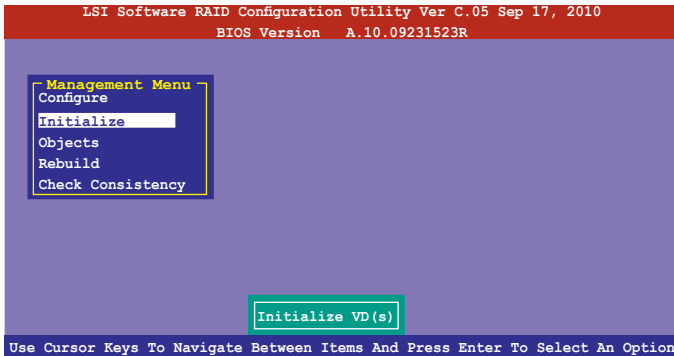 LSI Software RAID Configuration Utility Ver C.05 Sep 17, 2010
BIOS Version A.10.09231523R
Management Menu
Configure
Initialize
Objects
Rebuild
Check Consistency
Initialize VD(s)
Use Cursor Keys To Navigate Between Items And Press Enter To Select An Option